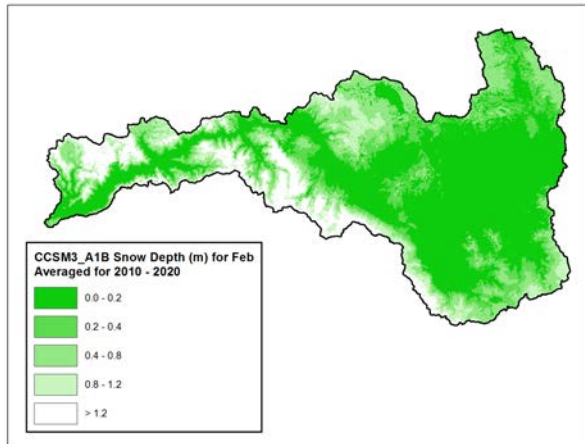 CCSM3_A1B Snow Depth (m) for Feb
Averaged for 2010 - 2020
0.0 - 0.2
0.2 - 0.4
0.4 - 0.8
0.8 - 1.2
> 1.2